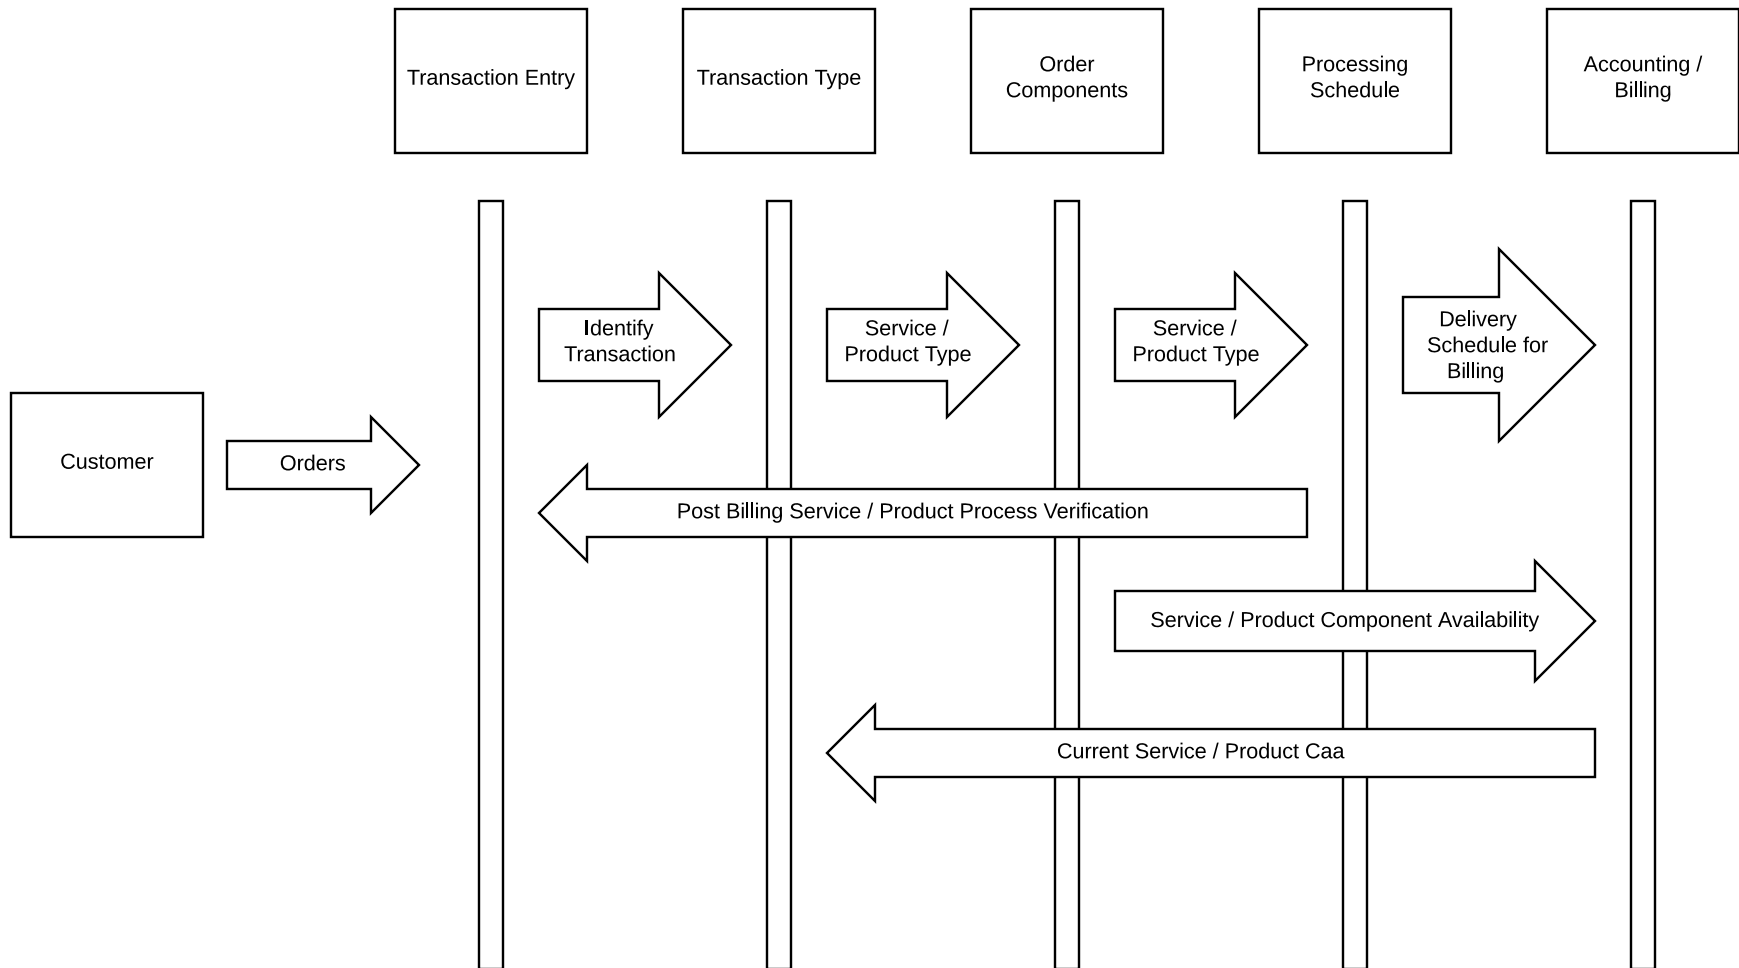 Transaction Entry
Transaction Type
Order
Components
Processing
Schedule
Accounting /
Billing
Identify
Transaction
Service /
Product Type
Service /
Product Type
Delivery
Schedule for
Billing
Customer
Orders
Post Billing Service / Product Process Verification
Service / Product Component Availability
Current Service / Product Caa